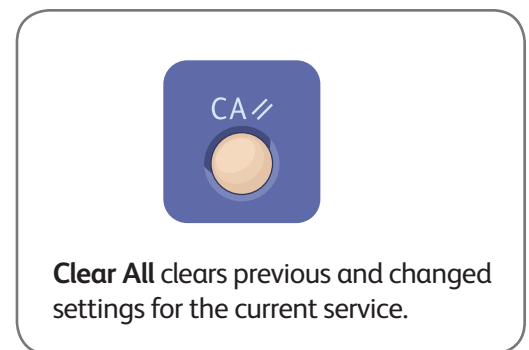 CA//
Clear All clears previous and changed
settings for the current service.